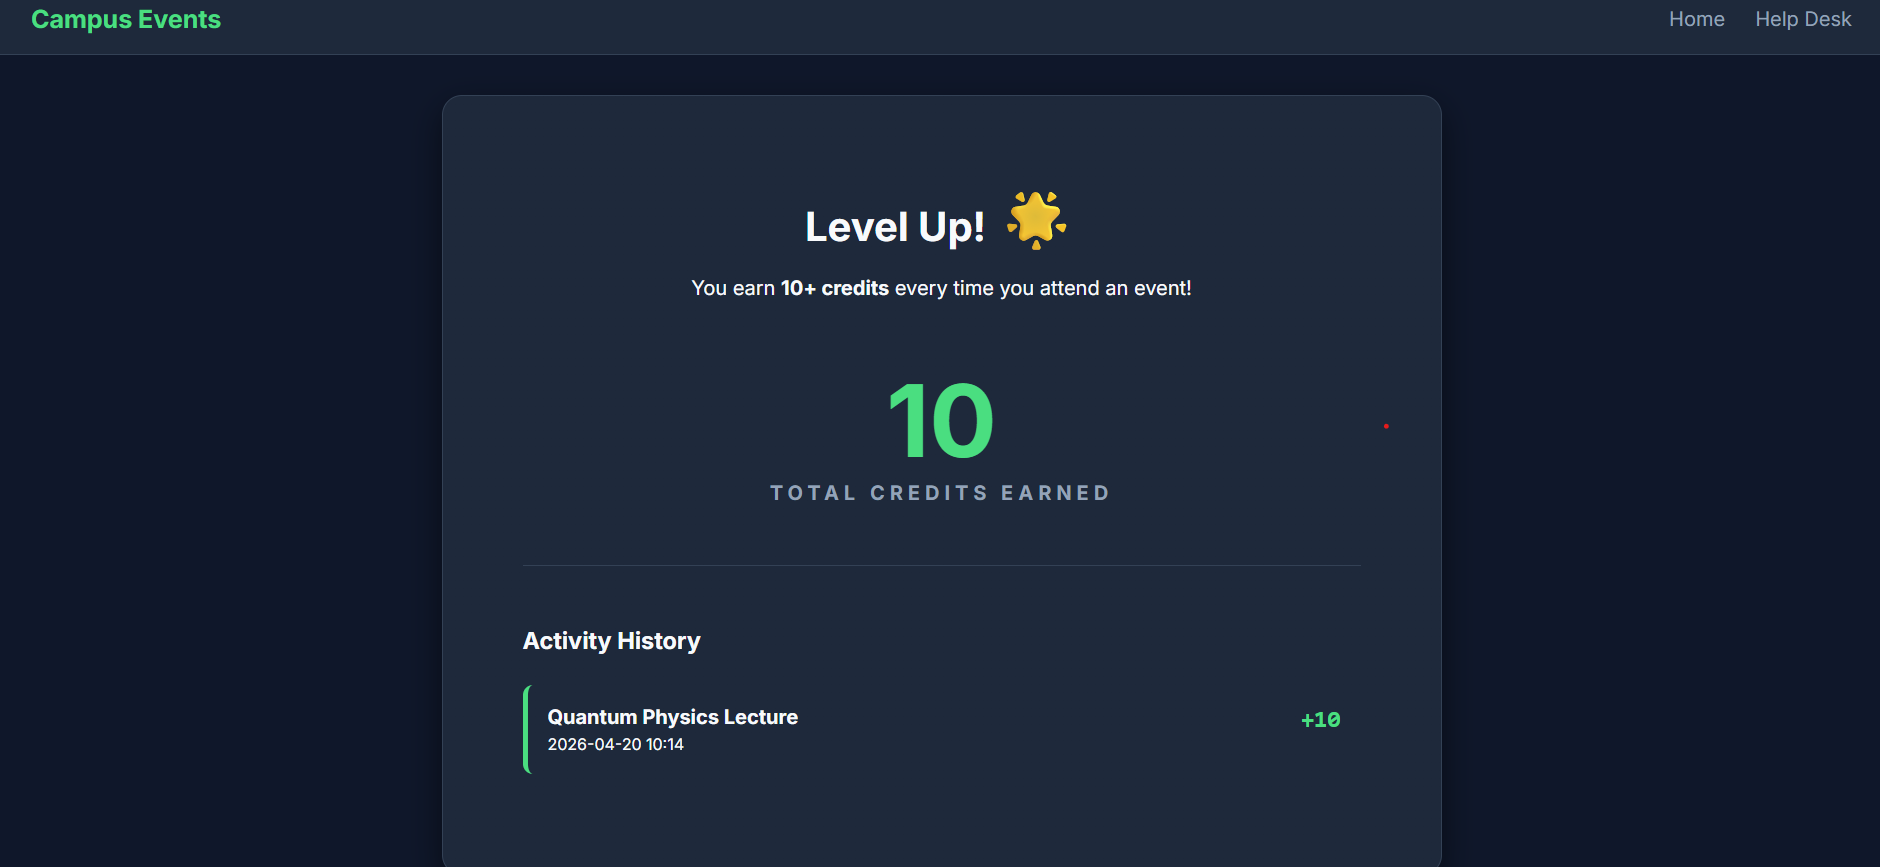 Campus Events
Home
Help Desk
Level Up!
You earn 10+ credits every time you attend an event!
10
TOTAL CREDITS EARNED
Activity History
Quantum Physics Lecture
+10
2026-04-20 10:14